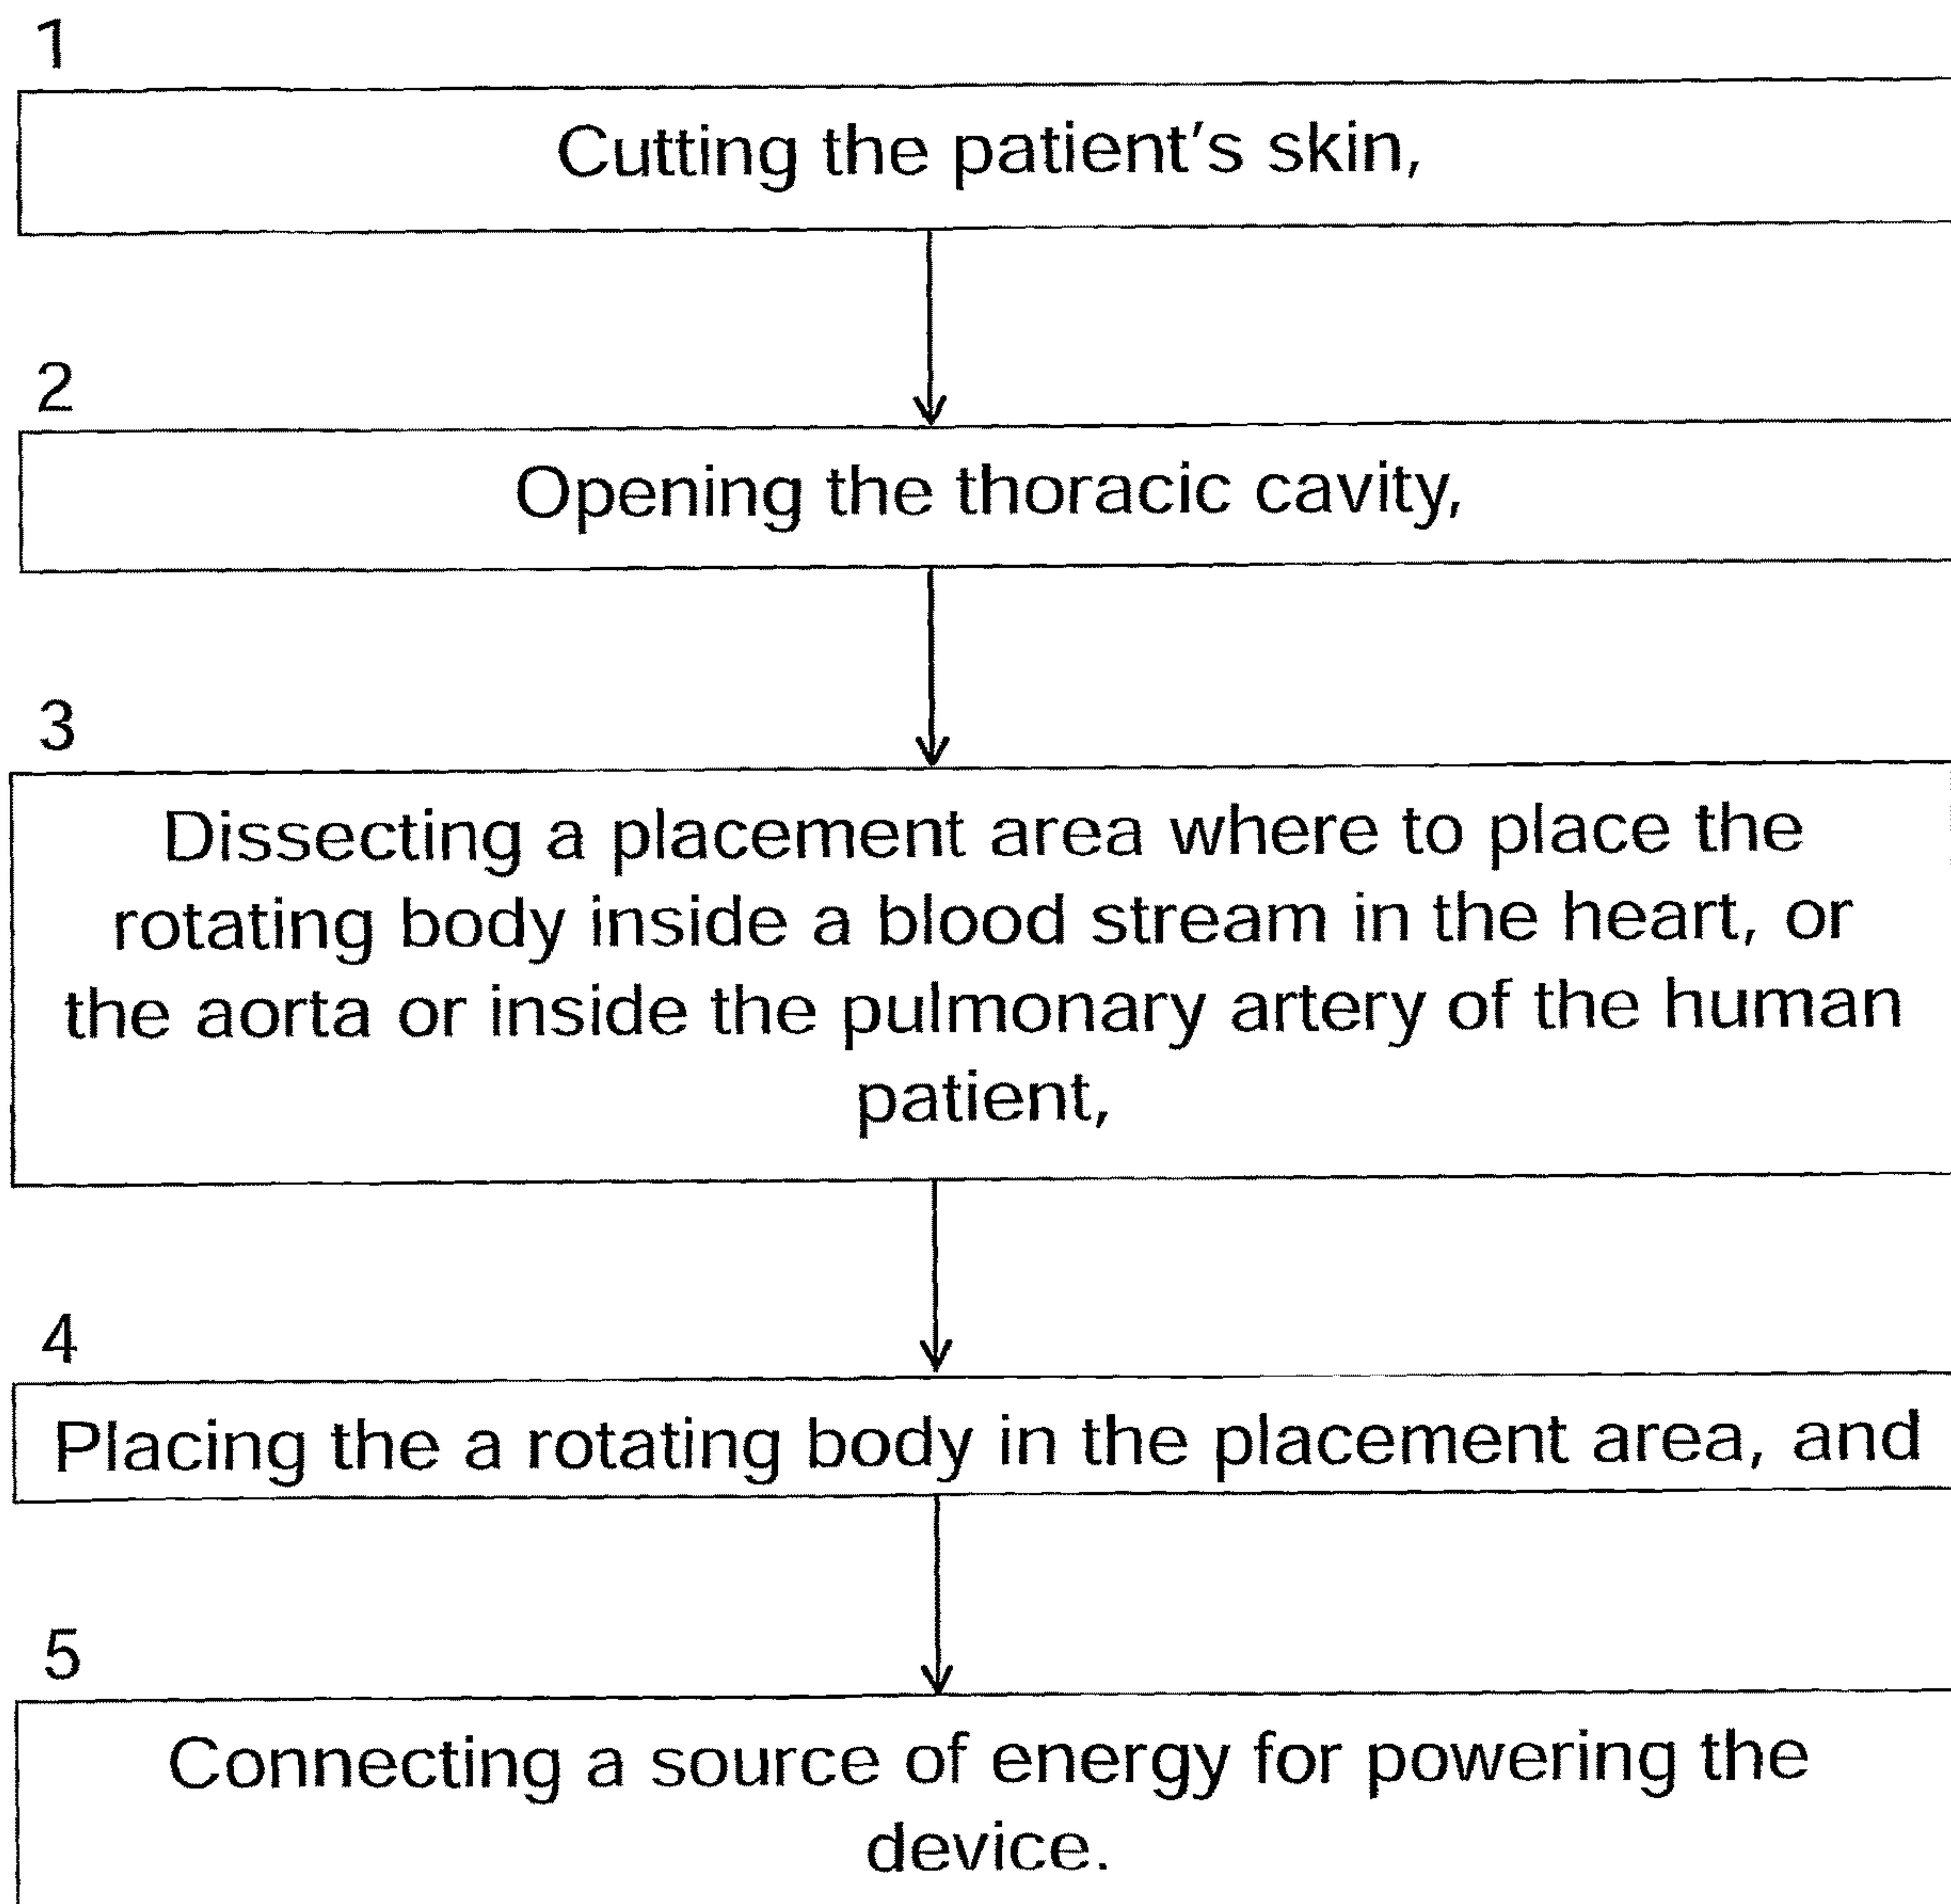 1
Cutting the patient's skin,
2
Opening the thoracic cavity,
3
Dissecting a placement area where to place the
rotating body inside a blood stream in the heart, or
the aorta or inside the pulmonary artery of the human
patient,
4
Placing the a rotating body in the placement area, and
5
Connecting a source of energy for powering the
device.